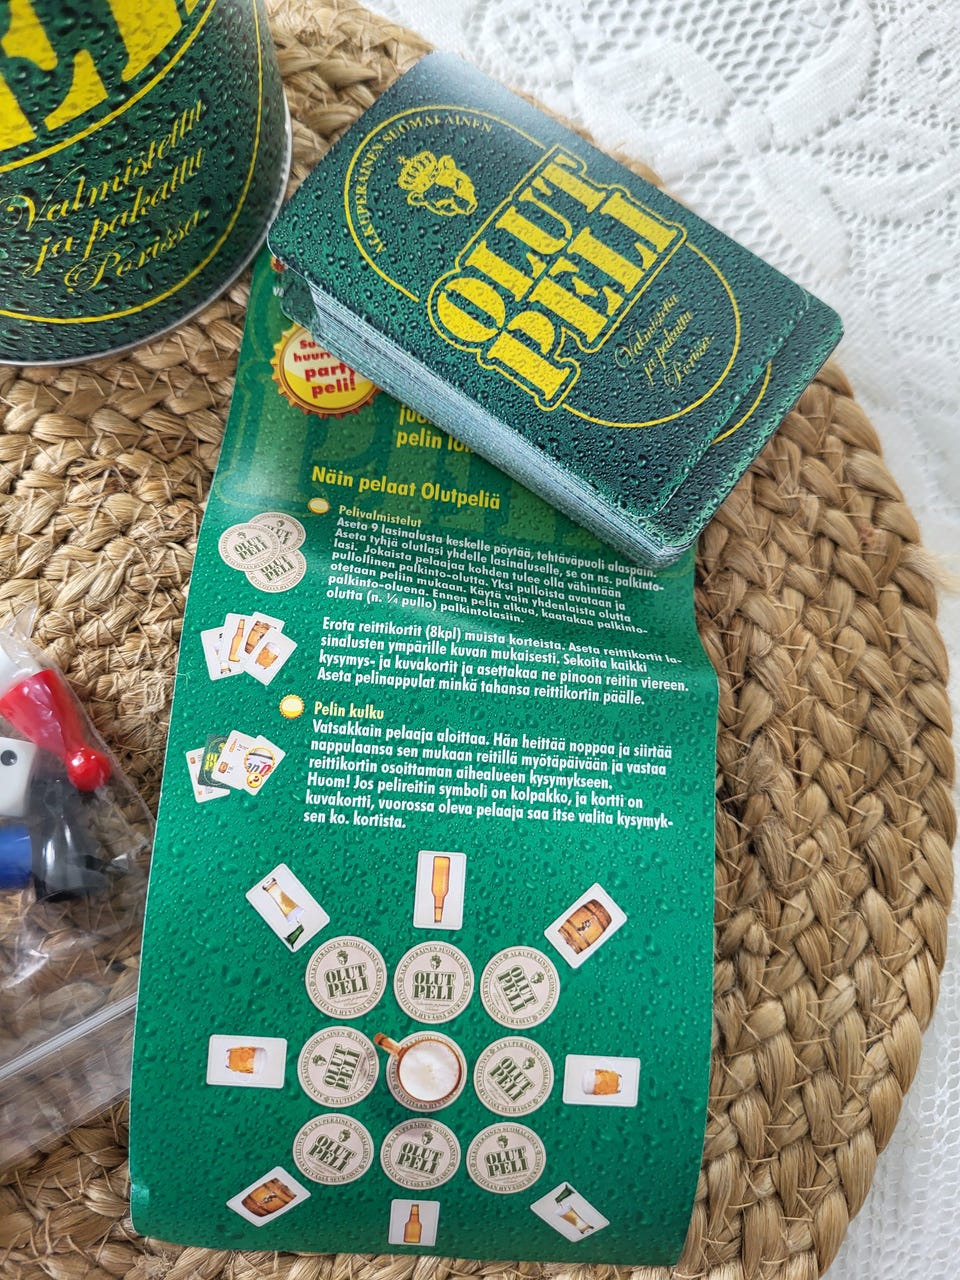 Valmistettu
ja pakattu
Porissa
ALKUPERÄINEN SUOMALAINEN
OLUT
PELI
Valmistettu
ja pakattu
Porissa
party
peli!
Näin pelaat Olutpeliä
Pelivalmistelut
Aseta 9 lasinalusta keskelle pöytää, tehtäväpuoli alaspäin.
Aseta tyhjä olutlasi yhdelle lasinaluselle, se on ns. palkinto-
lasi. Jokaista pelaajaa kohden tulee olla vähintään
pullollinen palkinto-olutta. Yksi pulloista avataan ja
otetaan peliin mukaan. Käytä vain yhdenlaista olutta
palkinto-oluena. Ennen pelin alkua, kaatakaa palkinto-
olutta (n. ¼ pullo) palkintolasiin.
Erota reittikortit (8kpl) muista korteista. Aseta reittikortit la-
sinalusten ympärille kuvan mukaisesti. Sekoita kaikki
kysymys- ja kuvakortit ja asettakaa ne pinoon reitin viereen.
Aseta pelinappulat minkä tahansa reittikortin päälle.
Pelin kulku
Vatsakkain pelaaja aloittaa. Hän heittää noppaa ja siirtää
nappulaansa sen mukaan reitillä myötäpäivään ja vastaa
reittikortin osoittaman aihealueen kysymykseen.
Huom! Jos pelireitin symboli on kolpakko, ja kortti on
kuvakortti, vuorossa oleva pelaaja saa itse valita kysymyk-
sen ko. kortista.
OLUT
PELI
OLUT
PELI
OLUT
PELI
OLUT
PELI
OLUT
PELI
OLUT
PELI
OLUT
PELI
OLUT
PELI